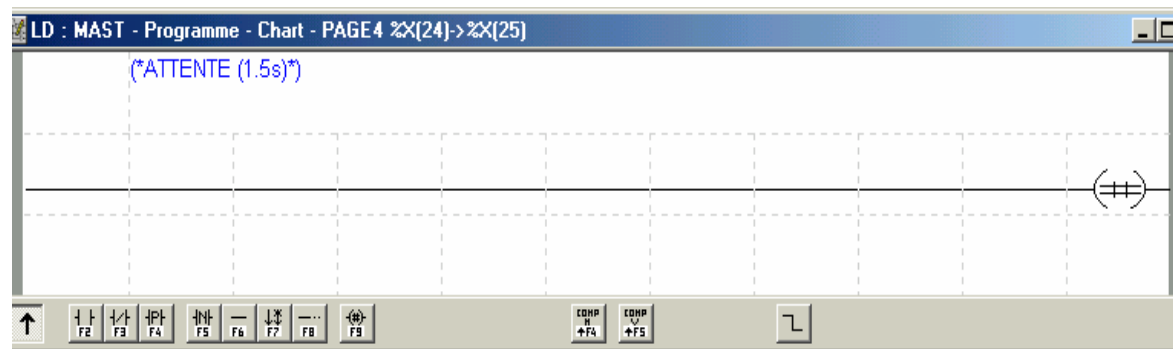 LD : MAST - Programme - Chart - PAGE4 %X(24)->%X(25)
(*ATTENTE (1.5s)*)
F2 F3 P F4 N F5 F6 F7 F8 F9 COMP H F4 COMP V F5